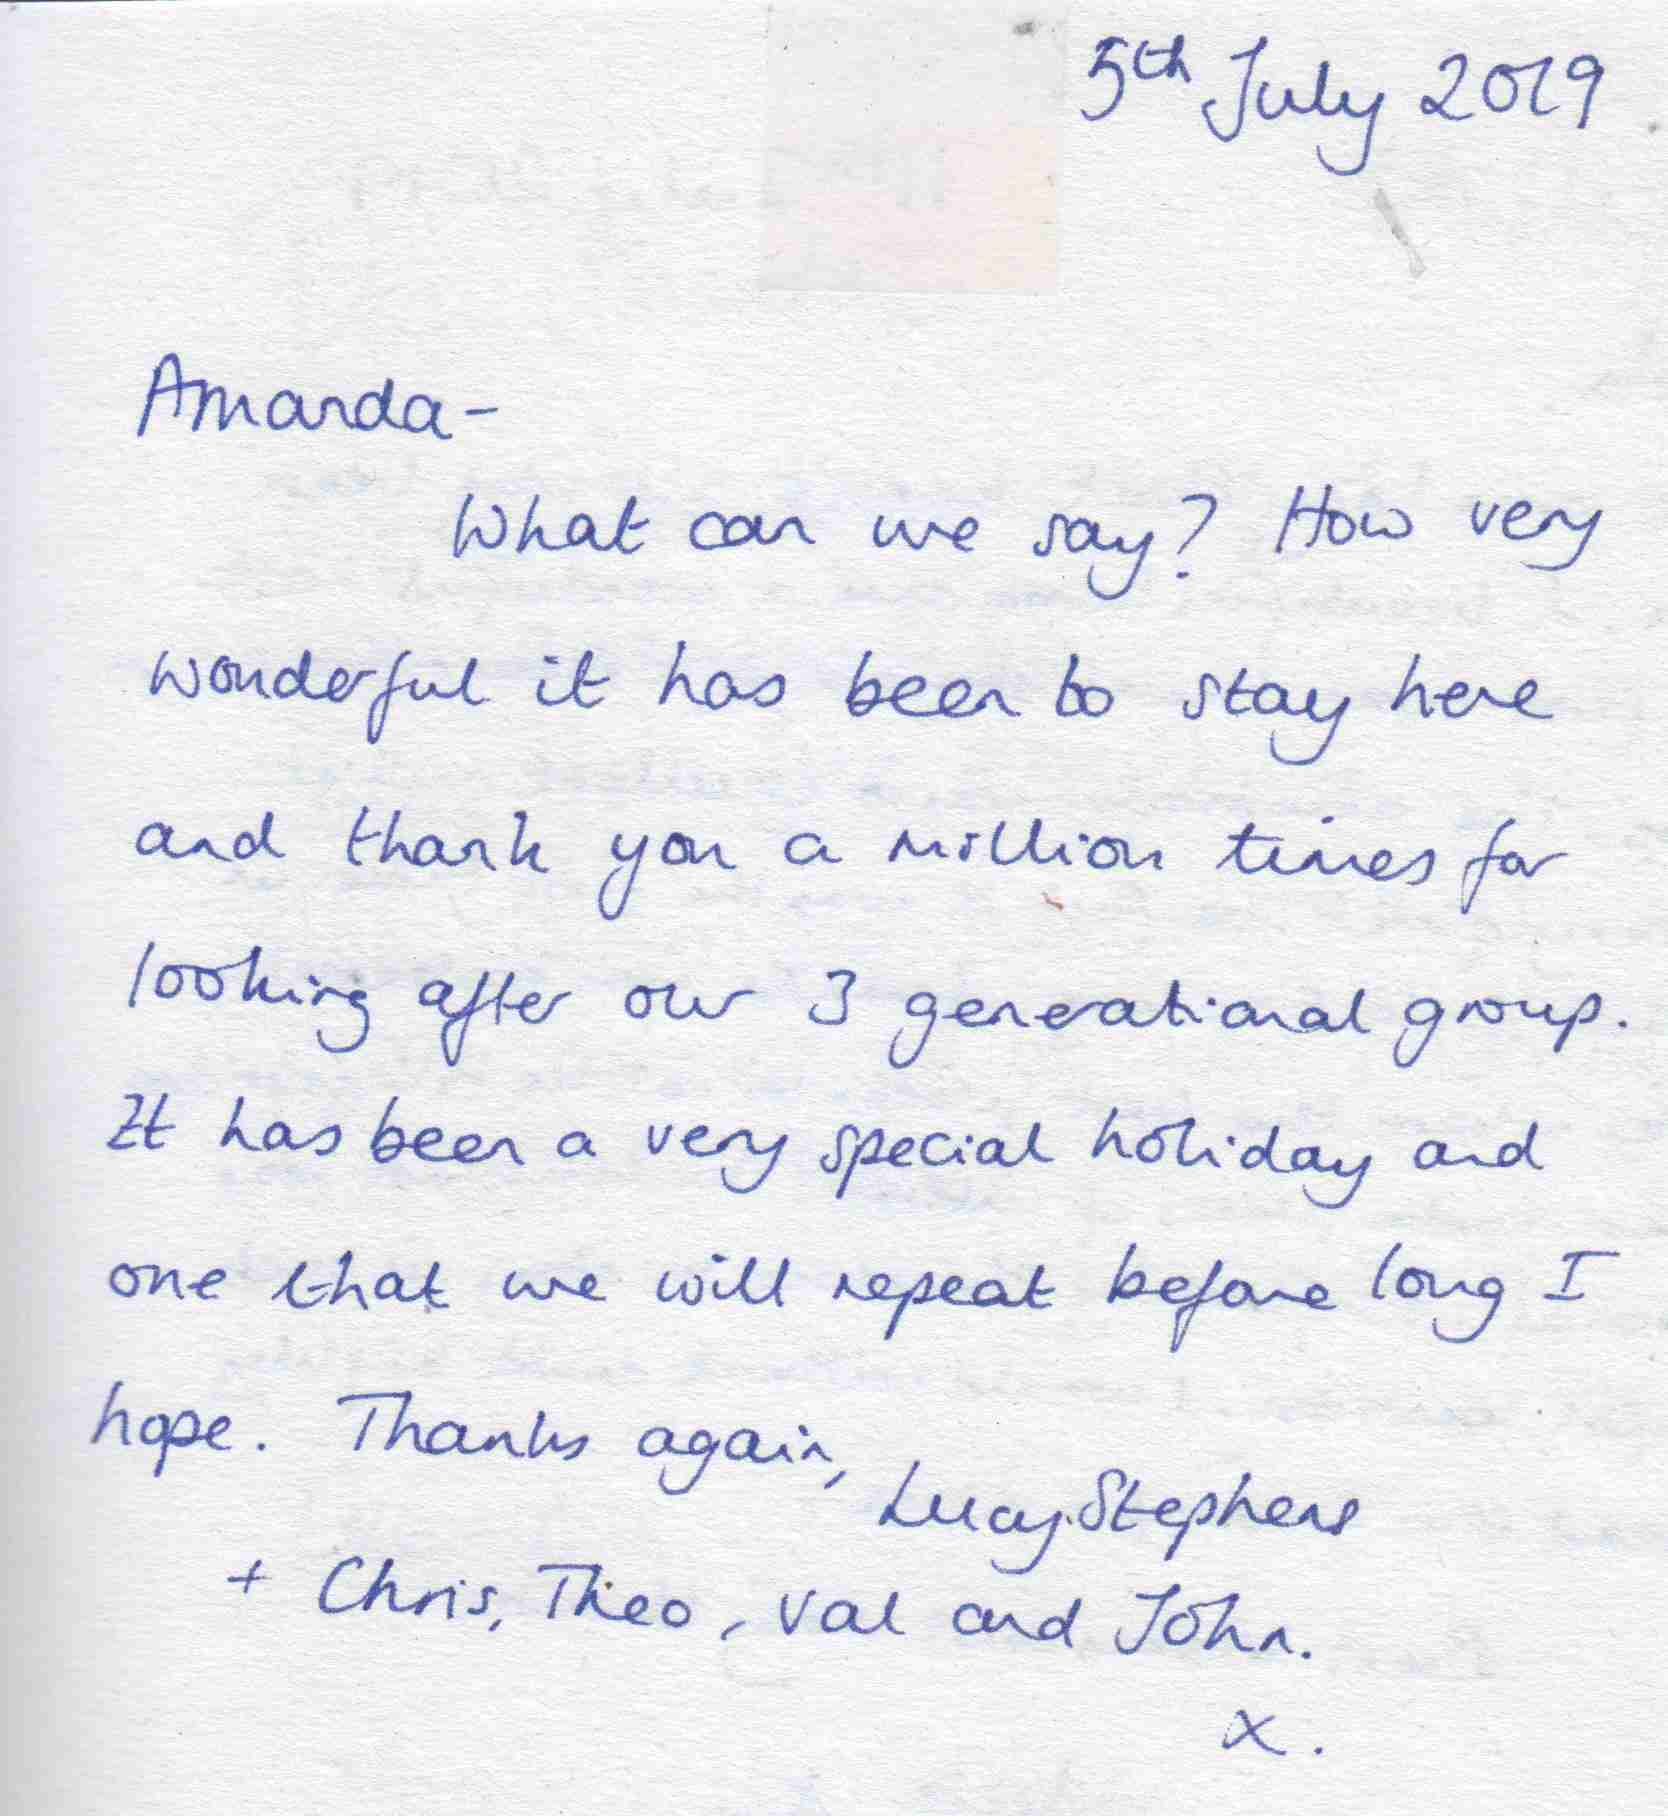 5th July 2019
Amanda-
What can we say? How very
wonderful it has been to stay here
and thank you a million times for
looking after our 3 generational group.
It has been a very special holiday and
one that we will repeat before long I
hope. Thanks again,
Lucy Stephens
+ Chris, Theo, Val and John.
x.